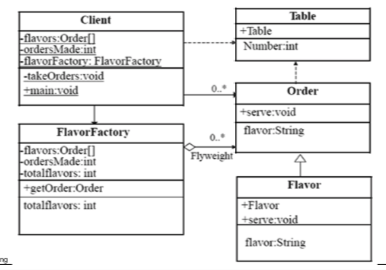 Client
-flavors:Order[]
-ordersMade:int
-flavorFactory: FlavorFactory
-takeOrders:void
+main:void
Table
+Table
Number:int
0..*
Order
+serve:void
flavor:String
FlavorFactory
-flavors:Order[]
-ordersMade:int
-totalflavors: int
+getOrder:Order
totalflavors: int
0..*
Flyweight
Flavor
+Flavor
+serve:void
flavor:String
ng